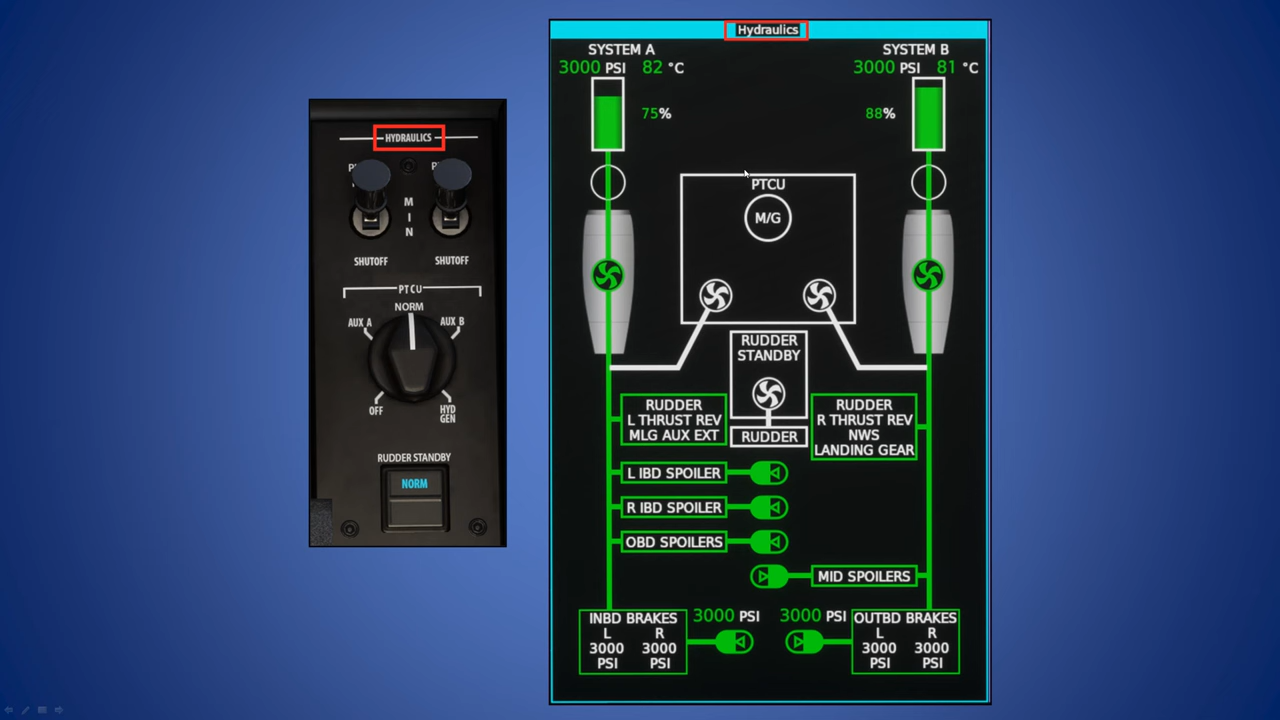 HYDRAULICS
M
I
N
SHUTOFF SHUTOFF
PTCU
NORM
AUX A AUX B
OFF HYD
GEN
RUDDER STANDBY
NORM
Hydraulics
SYSTEM A SYSTEM B
3000 PSI 82 °C 3000 PSI 81 °C
75% 88%
PTCU
M/G
RUDDER
STANDBY
RUDDER
L THRUST REV
MLG AUX EXT
RUDDER
RUDDER
R THRUST REV
NWS
LANDING GEAR
L IBD SPOILER
R IBD SPOILER
OBD SPOILERS
MID SPOILERS
INBD BRAKES 3000 PSI 3000 PSI OUTBD BRAKES
L R L R
3000 3000 3000 3000
PSI PSI PSI PSI